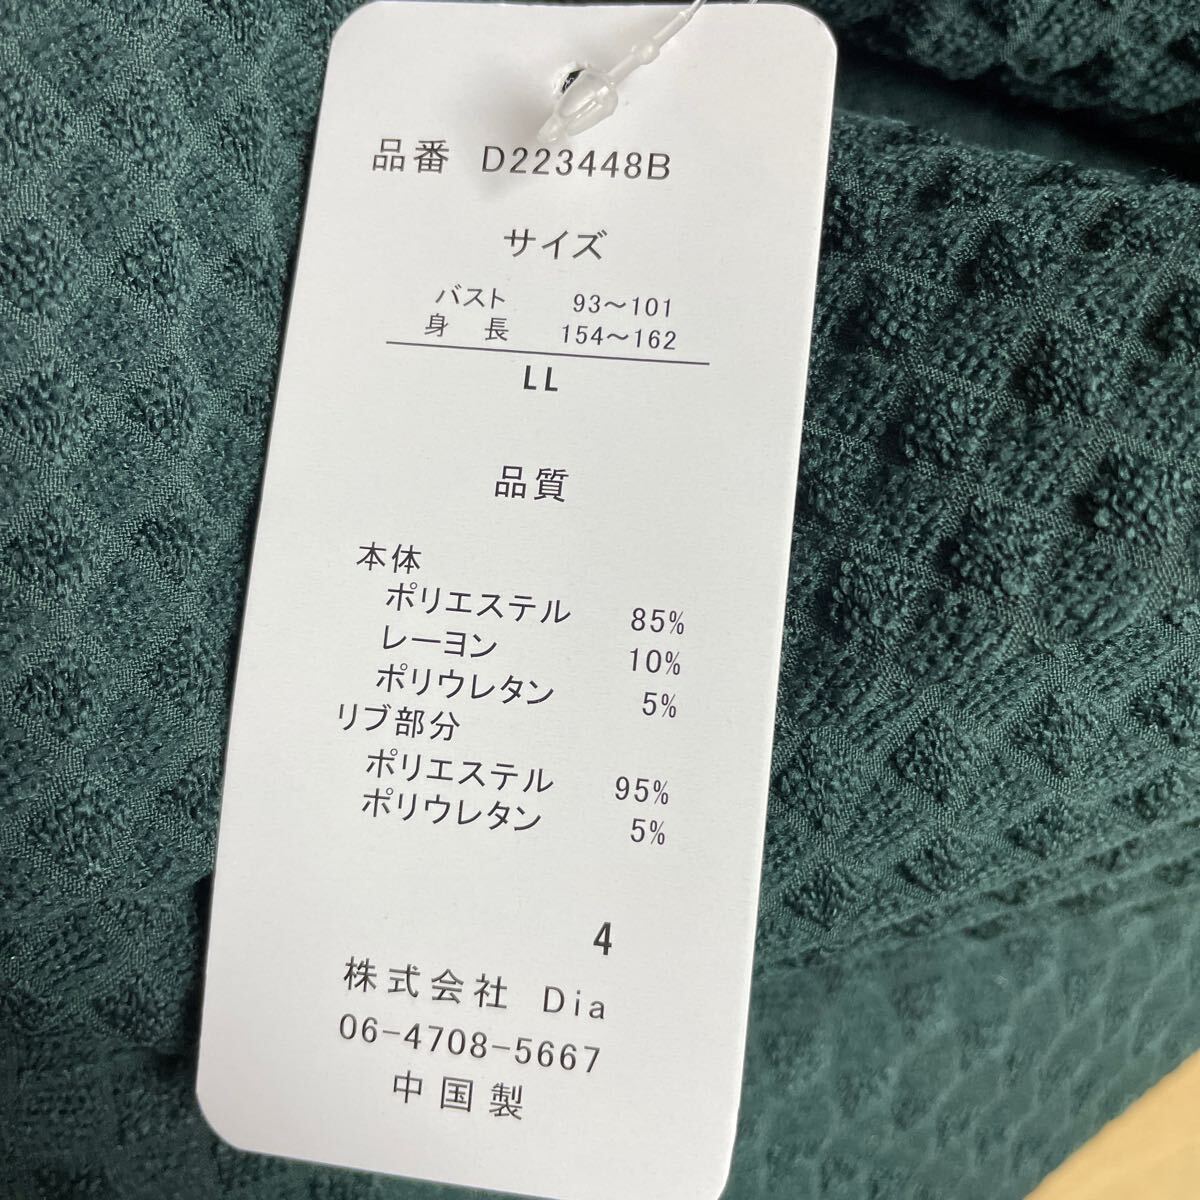 品番 D223448B
サイズ
バスト 93～101
身 長 154～162
LL
品質
本体
ポリエステル 85%
レーヨン 10%
ポリウレタン 5%
リブ部分
ポリエステル 95%
ポリウレタン 5%
4
株式会社 Dia
06-4708-5667
中国製